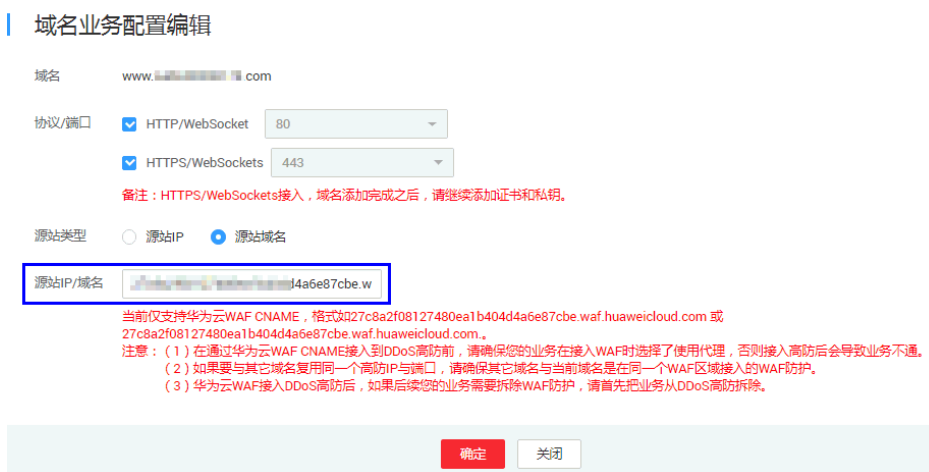 域名业务配置编辑
域名 www. .com
协议/端口 HTTP/WebSocket 80
HTTPS/WebSockets 443
备注：HTTPS/WebSockets接入，域名添加完成之后，请继续添加证书和私钥。
源站类型 源站IP 源站域名
源站IP/域名 d4a6e87cbe.w
当前仅支持华为云WAF CNAME，格式如27c8a2f08127480ea1b404d4a6e87cbe.waf.huaweicloud.com 或
27c8a2f08127480ea1b404d4a6e87cbe.waf.huaweicloud.com.。
注意：（1）在通过华为云WAF CNAME接入到DDoS高防前，请确保您的业务在接入WAF时选择了使用代理，否则接入高防后会导致业务不通。
（2）如果要与其它域名复用同一个高防IP与端口，请确保其它域名与当前域名是在同一个WAF区域接入的WAF防护。
（3）华为云WAF接入DDoS高防后，如果后续您的业务需要拆除WAF防护，请首先把业务从DDoS高防拆除。
确定 关闭